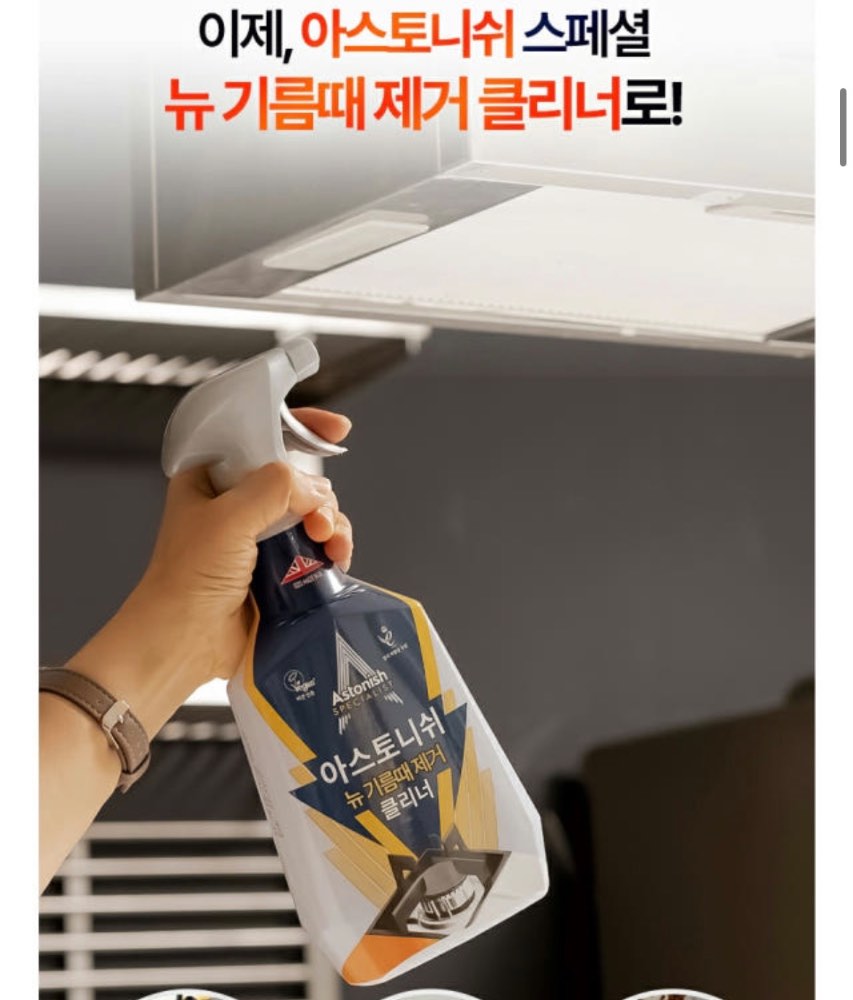 이제, 아스토니쉬 스페셜
뉴 기름때 제거 클리너로!
Astonish
SPECIALIST
아스토니쉬
뉴 기름때 제거
클리너